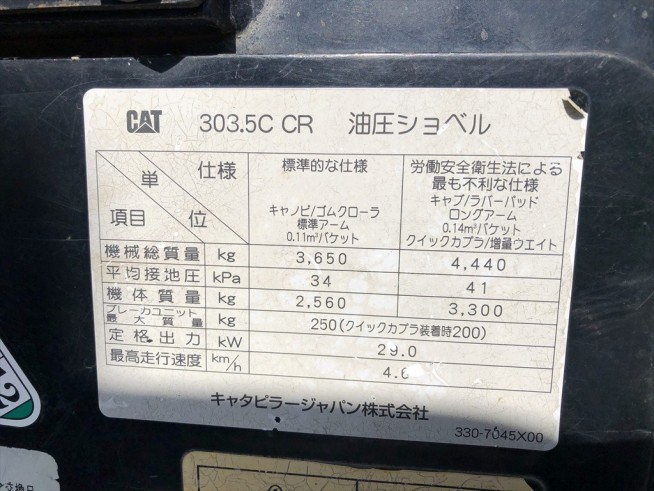 CAT 303.5C CR 油圧ショベル
単 仕様
項目 位
標準的な仕様
キャノピ/ゴムクローラ
標準アーム
0.11m³バケット
労働安全衛生法による
最も不利な仕様
キャブ/ラバーパッド
ロングアーム
0.14m³バケット
クイックカプラ/増量ウエイト
機械総質量 kg 3,650 4,440
平均接地圧 kPa 34 41
機体質量 kg 2,560 3,300
ブレーカユニット
最大質量 kg 250(クイックカプラ装着時200)
定格出力 kW 29.0
最高走行速度 km/h 4.6
キャタピラージャパン株式会社
330-7045X00
交換品